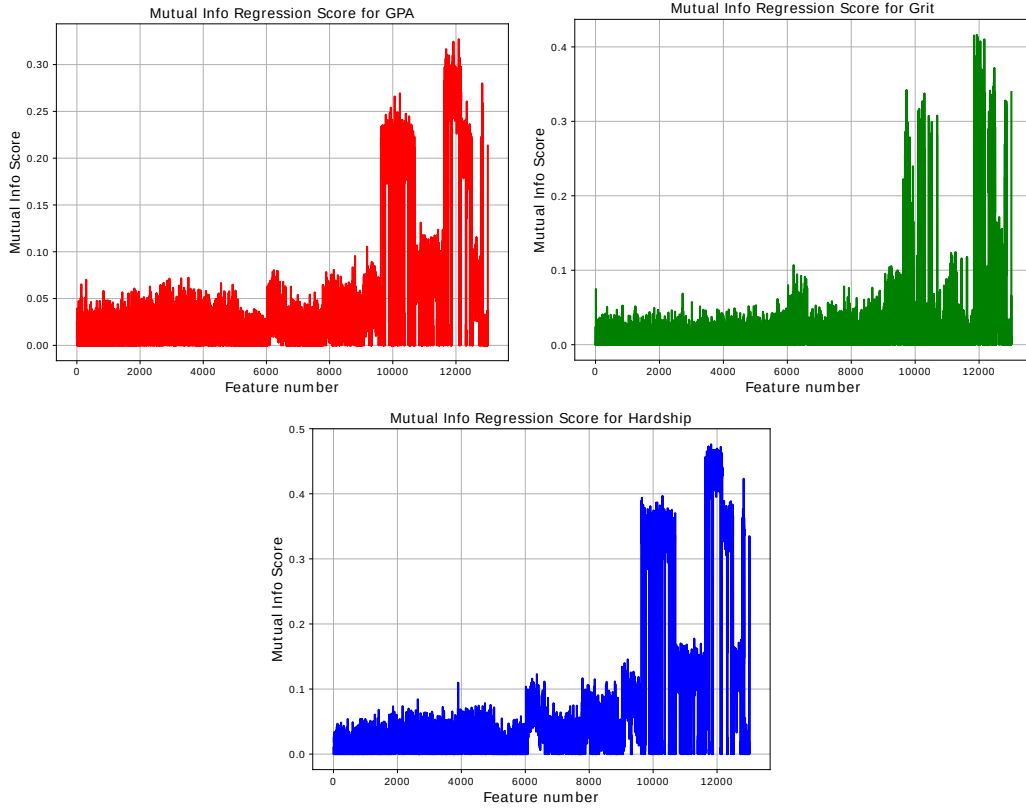 Mutual Info Regression Score for GPA
Mutual Info Score
0.30
0.25
0.20
0.15
0.10
0.05
0.00
0 2000 4000 6000 8000 10000 12000
Feature number
Mutual Info Regression Score for Grit
Mutual Info Score
0.4
0.3
0.2
0.1
0.0
0 2000 4000 6000 8000 10000 12000
Feature number
Mutual Info Regression Score for Hardship
Mutual Info Score
0.5
0.4
0.3
0.2
0.1
0.0
0 2000 4000 6000 8000 10000 12000
Feature number